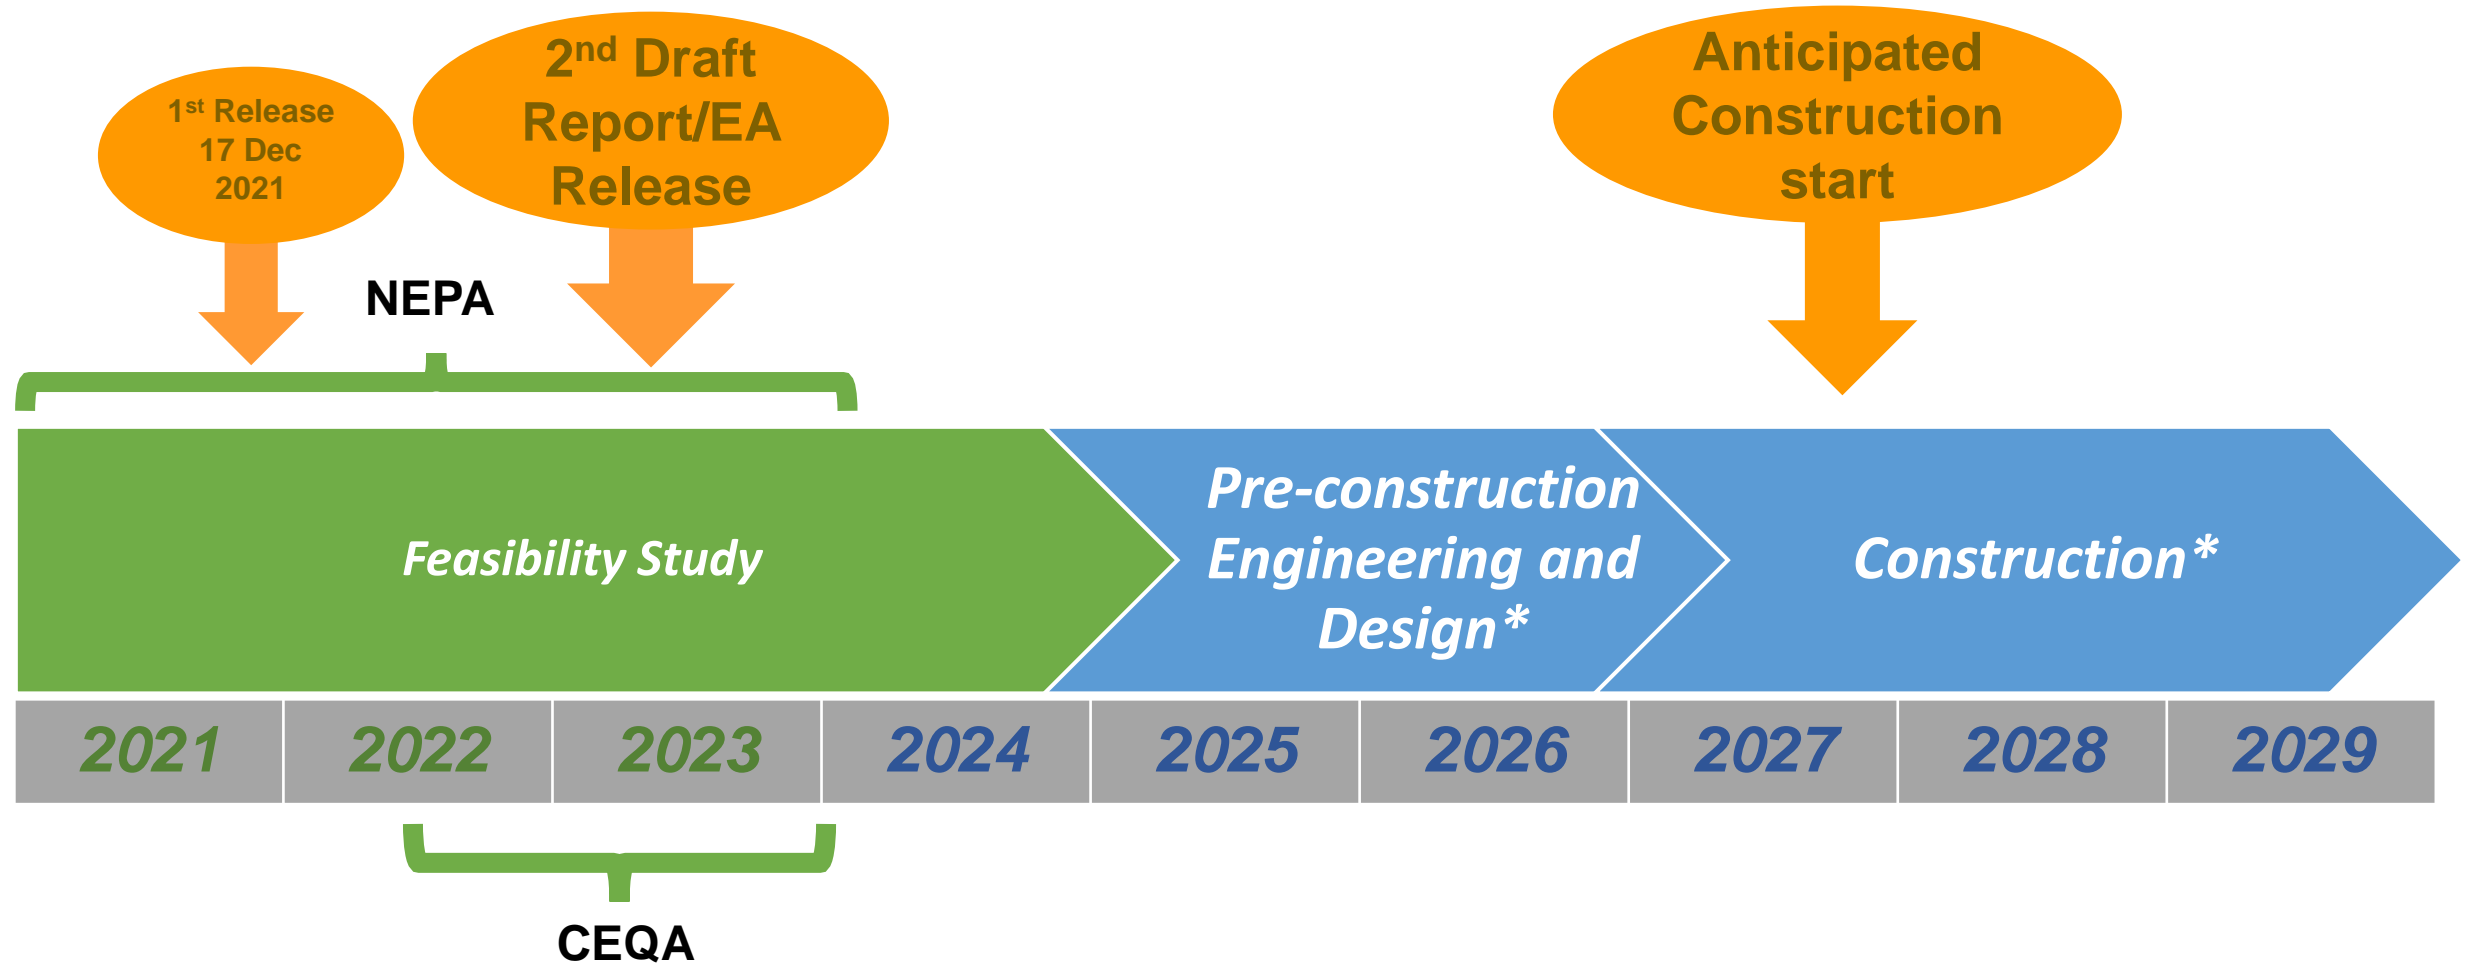 1st Release
17 Dec
2021
2nd Draft
Report/EA
Release
Anticipated
Construction
start
NEPA
Feasibility Study
Pre-construction
Engineering and
Design*
Construction*
2021 2022 2023 2024 2025 2026 2027 2028 2029
CEQA